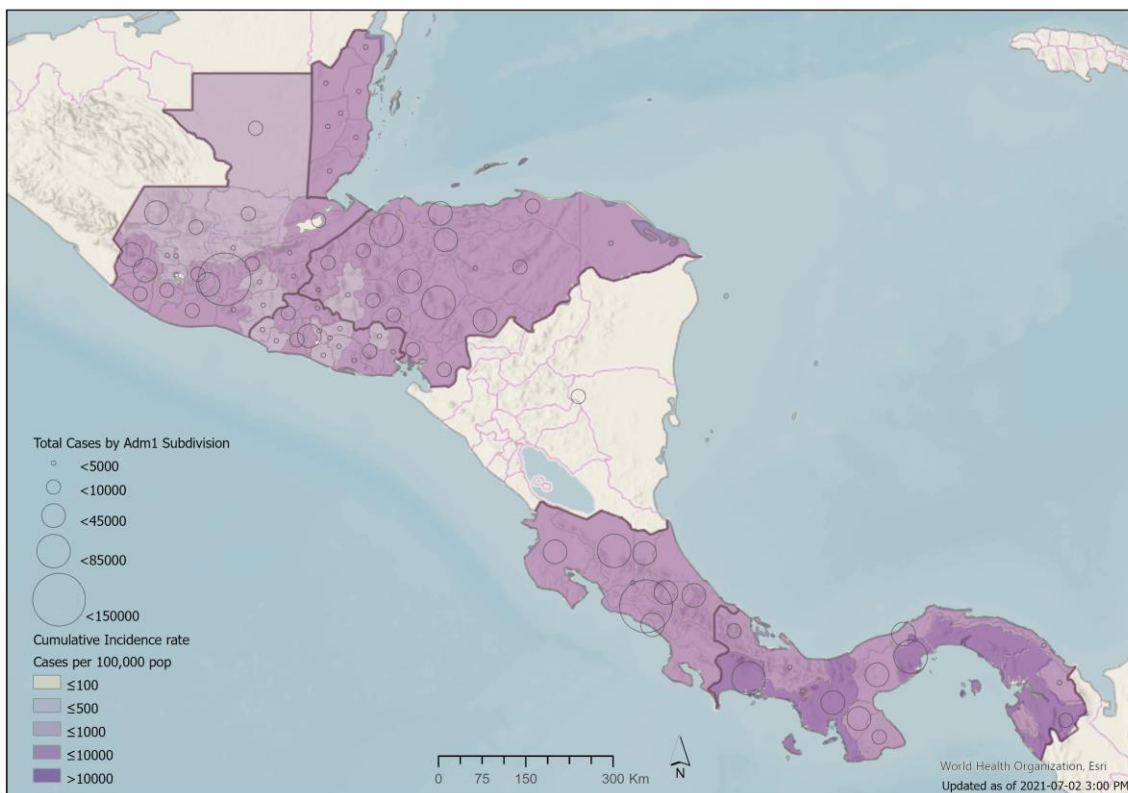 Total Cases by Adm1 Subdivision
<5000
<10000
<45000
<85000
<150000
Cumulative Incidence rate
Cases per 100,000 pop
≤100
≤500
>1000
≤10000
>10000
0 75 150 300 Km
N
World Health Organization, Esri
Updated as of 2021-07-02 3:00 PM